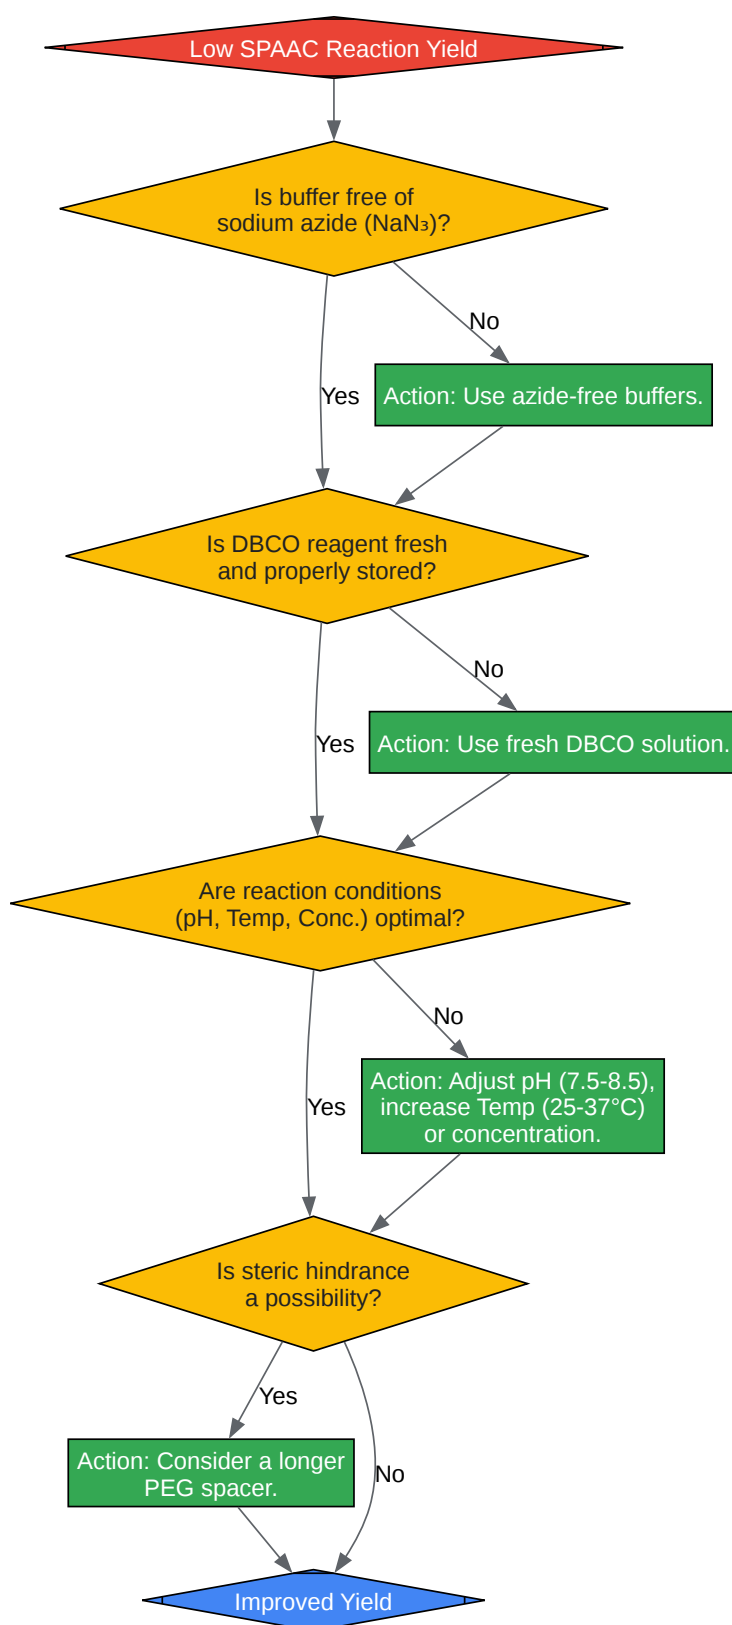 Low SPAAC Reaction Yield
Is buffer free of
sodium azide (NaN₃)?
No
Yes
Action: Use azide-free buffers.
Is DBCO reagent fresh
and properly stored?
No
Yes
Action: Use fresh DBCO solution.
Are reaction conditions
(pH, Temp, Conc.) optimal?
No
Yes
Action: Adjust pH (7.5-8.5),
increase Temp (25-37°C)
or concentration.
Is steric hindrance
a possibility?
Yes
Action: Consider a longer
PEG spacer.
No
Improved Yield